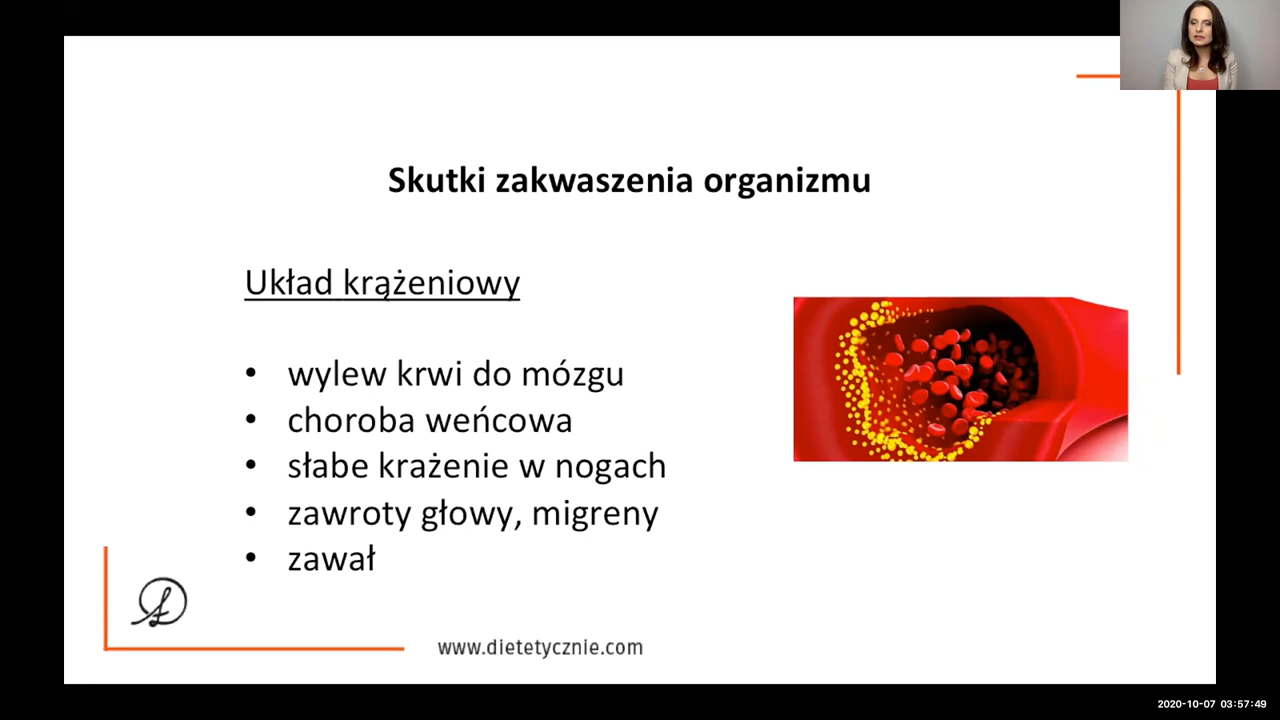 Skutki zakwaszenia organizmu
Układ krążeniowy
• wylew krwi do mózgu
• choroba weńcowa
• słabe krażenie w nogach
• zawroty głowy, migreny
• zawał
www.dietetycznie.com
2020-10-07 03:57:49